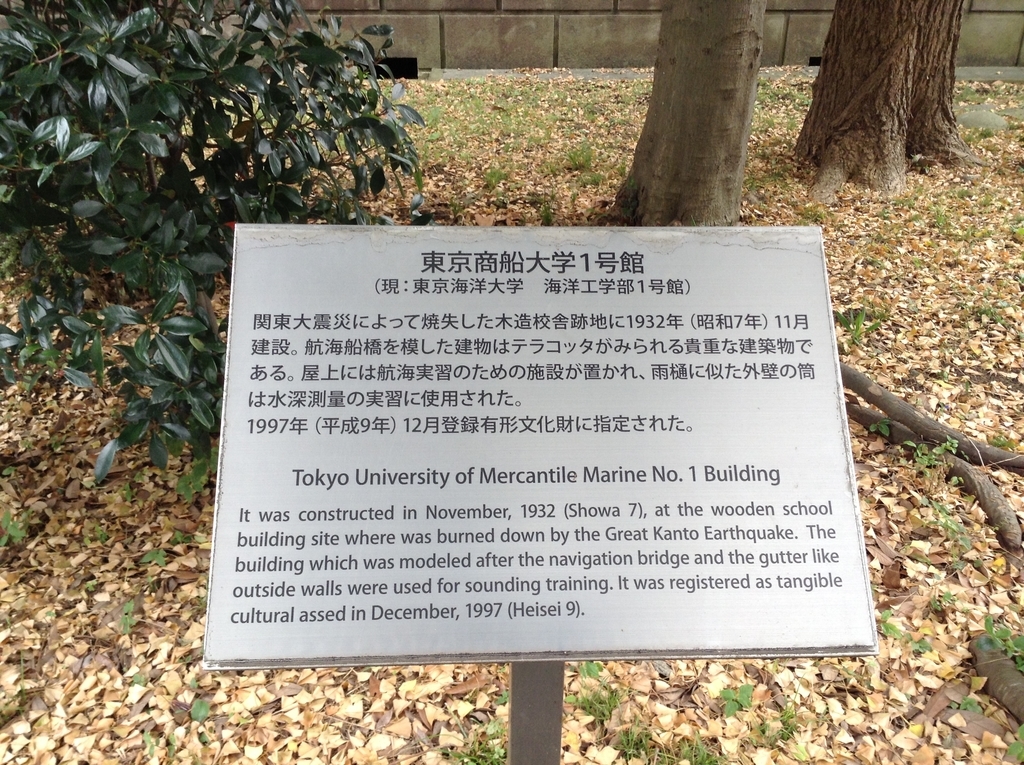 東京商船大学1号館
（現：東京海洋大学　海洋工学部1号館）
関東大震災によって焼失した木造校舎跡地に1932年（昭和7年）11月
建設。航海船橋を模した建物はテラコッタがみられる貴重な建築物で
ある。屋上には航海実習のための施設が置かれ、雨樋に似た外壁の筒
は水深測量の実習に使用された。
1997年（平成9年）12月登録有形文化財に指定された。
Tokyo University of Mercantile Marine No. 1 Building
It was constructed in November, 1932 (Showa 7), at the wooden school
building site where was burned down by the Great Kanto Earthquake. The
building which was modeled after the navigation bridge and the gutter like
outside walls were used for sounding training. It was registered as tangible
cultural assed in December, 1997 (Heisei 9).